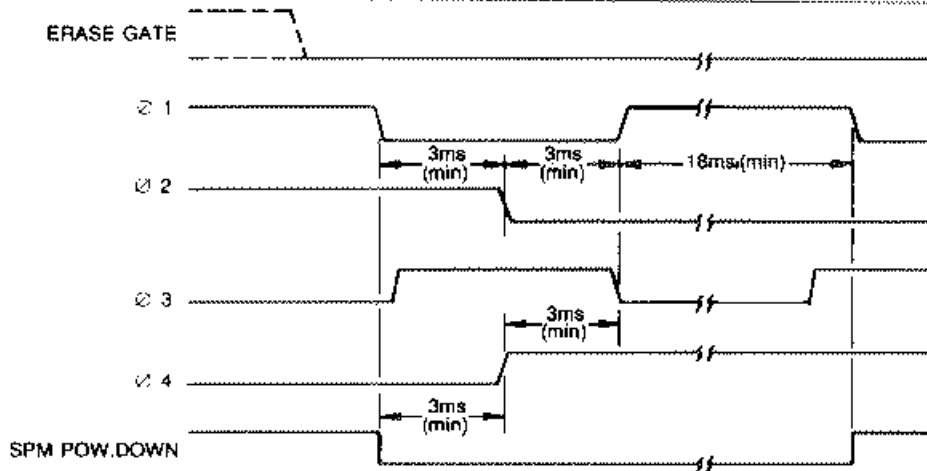 ERASE GATE
∅ 1
3ms
(min)
3ms
(min)
18ms (min)
∅ 2
∅ 3
3ms
(min)
∅ 4
3ms
(min)
SPM POW.DOWN